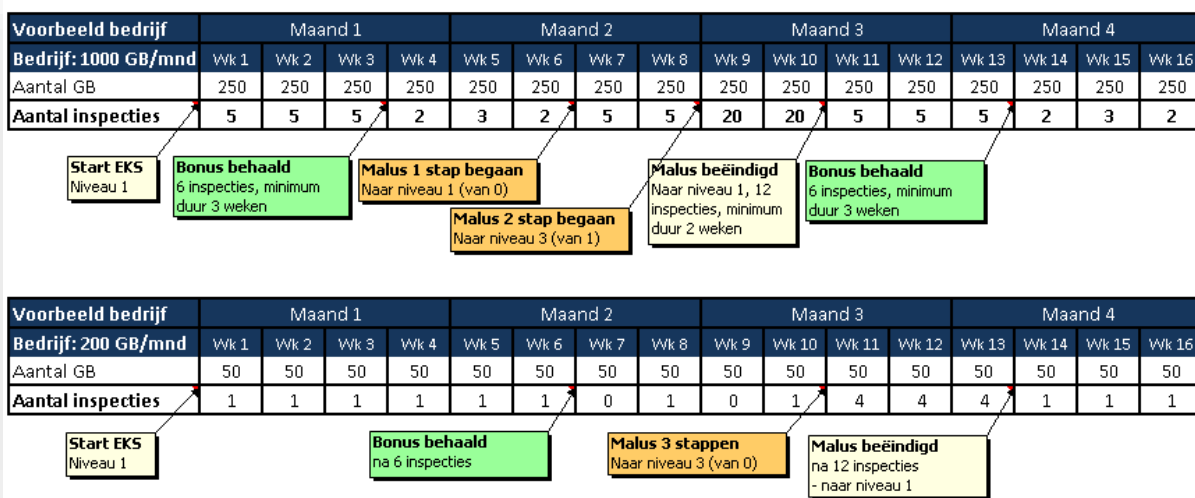 Voorbeeld bedrijf Maand 1 Maand 2 Maand 3 Maand 4
Bedrijf: 1000 GB/mnd Wk 1 Wk 2 Wk 3 Wk 4 Wk 5 Wk 6 Wk 7 Wk 8 Wk 9 Wk 10 Wk 11 Wk 12 Wk 13 Wk 14 Wk 15 Wk 16
Aantal GB 250 250 250 250 250 250 250 250 250 250 250 250 250 250 250 250
Aantal inspecties 5 5 5 2 3 2 5 5 20 20 5 5 5 2 3 2
Start EKS
Niveau 1
Bonus behaald
6 inspecties, minimum
duur 3 weken
Malus 1 stap begaan
Naar niveau 1 (van 0)
Malus 2 stap begaan
Naar niveau 3 (van 1)
Malus beëindigd
Naar niveau 1, 12
inspecties, minimum
duur 2 weken
Bonus behaald
6 inspecties, minimum
duur 3 weken
Voorbeeld bedrijf Maand 1 Maand 2 Maand 3 Maand 4
Bedrijf: 200 GB/mnd Wk 1 Wk 2 Wk 3 Wk 4 Wk 5 Wk 6 Wk 7 Wk 8 Wk 9 Wk 10 Wk 11 Wk 12 Wk 13 Wk 14 Wk 15 Wk 16
Aantal GB 50 50 50 50 50 50 50 50 50 50 50 50 50 50 50 50
Aantal inspecties 1 1 1 1 1 1 0 1 0 1 4 4 4 1 1 1
Start EKS
Niveau 1
Bonus behaald
na 6 inspecties
Malus 3 stappen
Naar niveau 3 (van 0)
Malus beëindigd
na 12 inspecties
- naar niveau 1